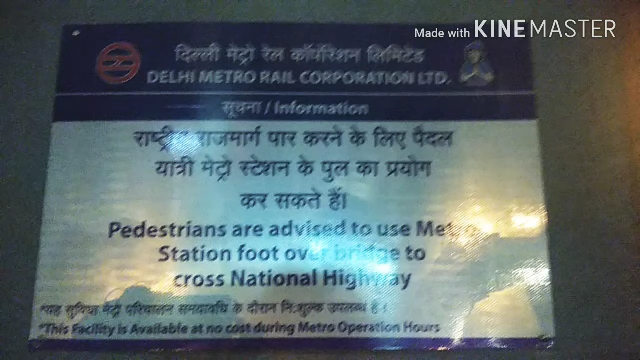 Made with KINEMASTER
दिल्ली मेट्रो रेल कॉर्पोरेशन लिमिटेड
DELHI METRO RAIL CORPORATION LTD.
सूचना / Information
राष्ट्रीय राजमार्ग पार करने के लिए पैदल
यात्री मेट्रो स्टेशन के पुल का प्रयोग
कर सकते हैं।
Pedestrians are advised to use Metro
Station foot over bridge to
cross National Highway
*यह सुविधा मेट्रो परिचालन समयावधि के दौरान नि:शुल्क उपलब्ध है।
*This Facility is Available at no cost during Metro Operation Hours